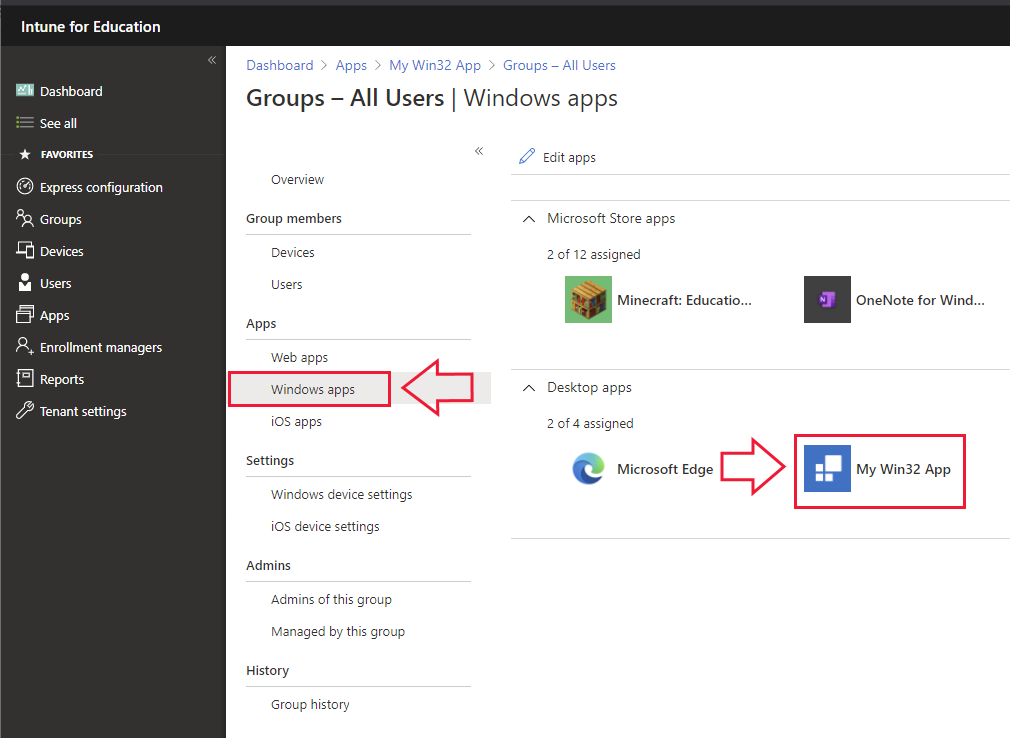 Intune for Education
Dashboard
See all
FAVORITES
Express configuration
Groups
Devices
Users
Apps
Enrollment managers
Reports
Tenant settings
Dashboard > Apps > My Win32 App > Groups – All Users
Groups – All Users | Windows apps
Overview
Group members
Devices
Users
Apps
Web apps
Windows apps
iOS apps
Settings
Windows device settings
iOS device settings
Admins
Admins of this group
Managed by this group
History
Group history
Edit apps
Microsoft Store apps
2 of 12 assigned
Minecraft: Educatio...
N
OneNote for Wind...
Desktop apps
2 of 4 assigned
Microsoft Edge
My Win32 App